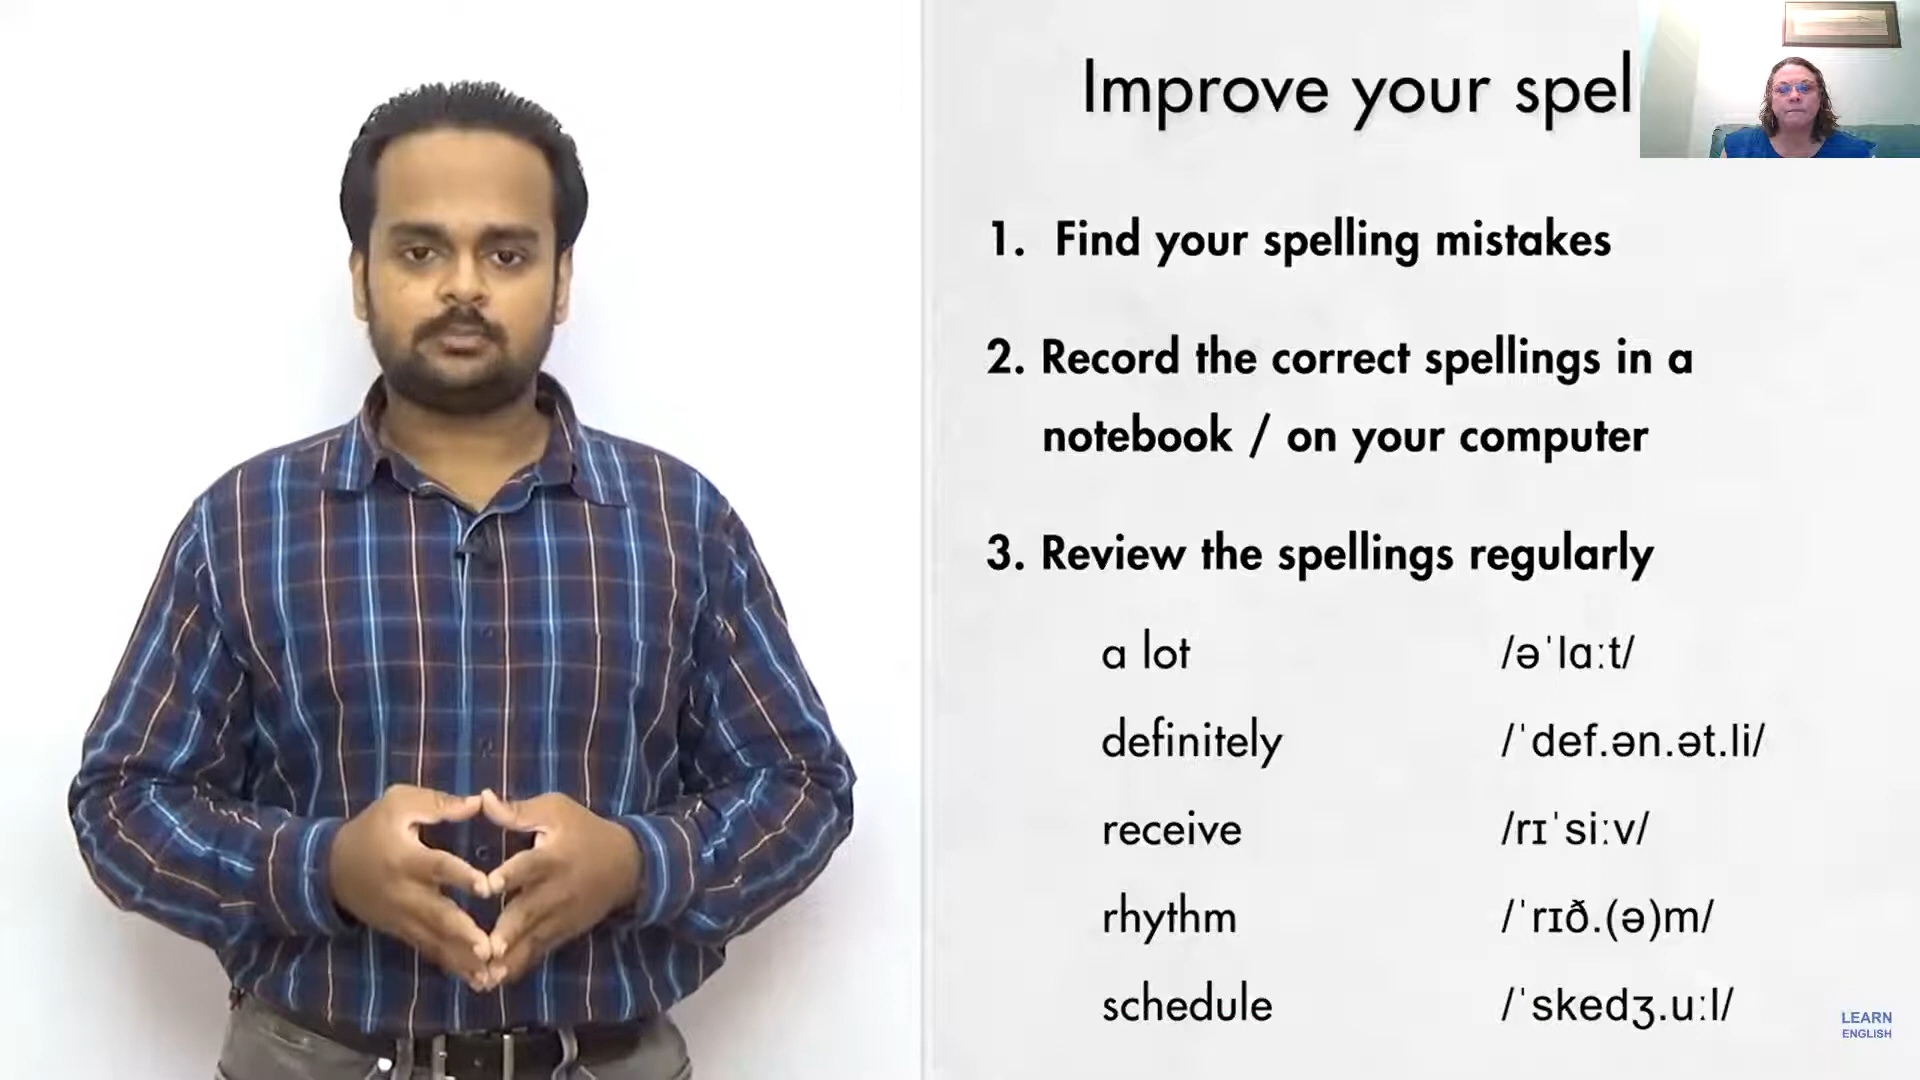 Improve your spel
1. Find your spelling mistakes
2. Record the correct spellings in a
notebook / on your computer
3. Review the spellings regularly
a lot /əˈlɑːt/
definitely /ˈdef.ən.ət.li/
receive /rɪˈsiːv/
rhythm /ˈrɪð.(ə)m/
schedule /ˈskedʒ.uːl/
LEARN
ENGLISH